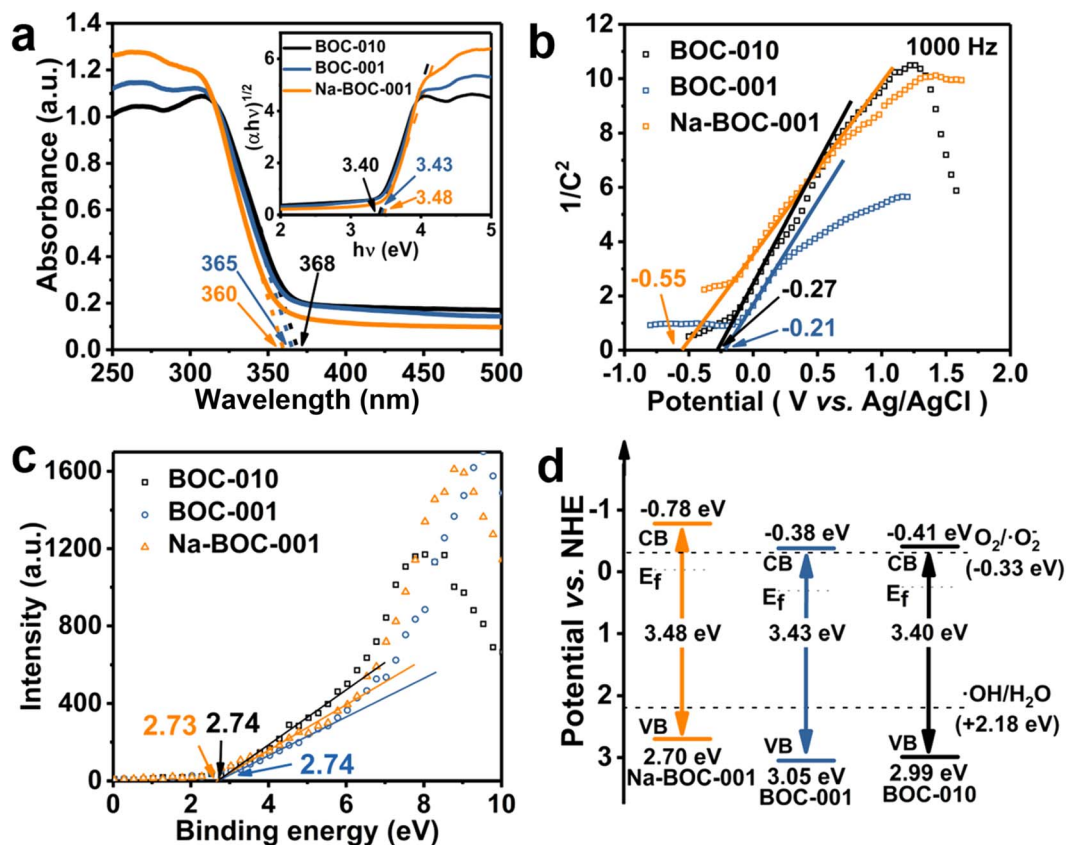 a
Absorbance (a.u.)
1.4
1.2
1.0
0.8
0.6
0.4
0.2
0.0
250 300 350 400 450 500
Wavelength (nm)
BOC-010
BOC-001
Na-BOC-001
(αhν)1/2
6
4
2
0
2 3 4 5
hν (eV)
3.40
3.43
3.48
365
368
360
b
1000 Hz
BOC-010
BOC-001
Na-BOC-001
1/C2
12
10
8
6
4
2
0
-1.0 -0.5 0.0 0.5 1.0 1.5 2.0
Potential ( V vs. Ag/AgCl )
-0.55
-0.27
-0.21
c
BOC-010
BOC-001
Na-BOC-001
Intensity (a.u.)
1600
1200
800
400
0
0 2 4 6 8 10
Binding energy (eV)
2.73
2.74
2.74
d
Potential vs. NHE
-1
0
1
2
3
-0.78 eV
CB
Ef
3.48 eV
VB
2.70 eV
Na-BOC-001
-0.38 eV
CB
Ef
3.43 eV
VB
3.05 eV
BOC-001
-0.41 eV
CB
Ef
3.40 eV
VB
2.99 eV
BOC-010
O2/·O2-
(-0.33 eV)
·OH/H2O
(+2.18 eV)